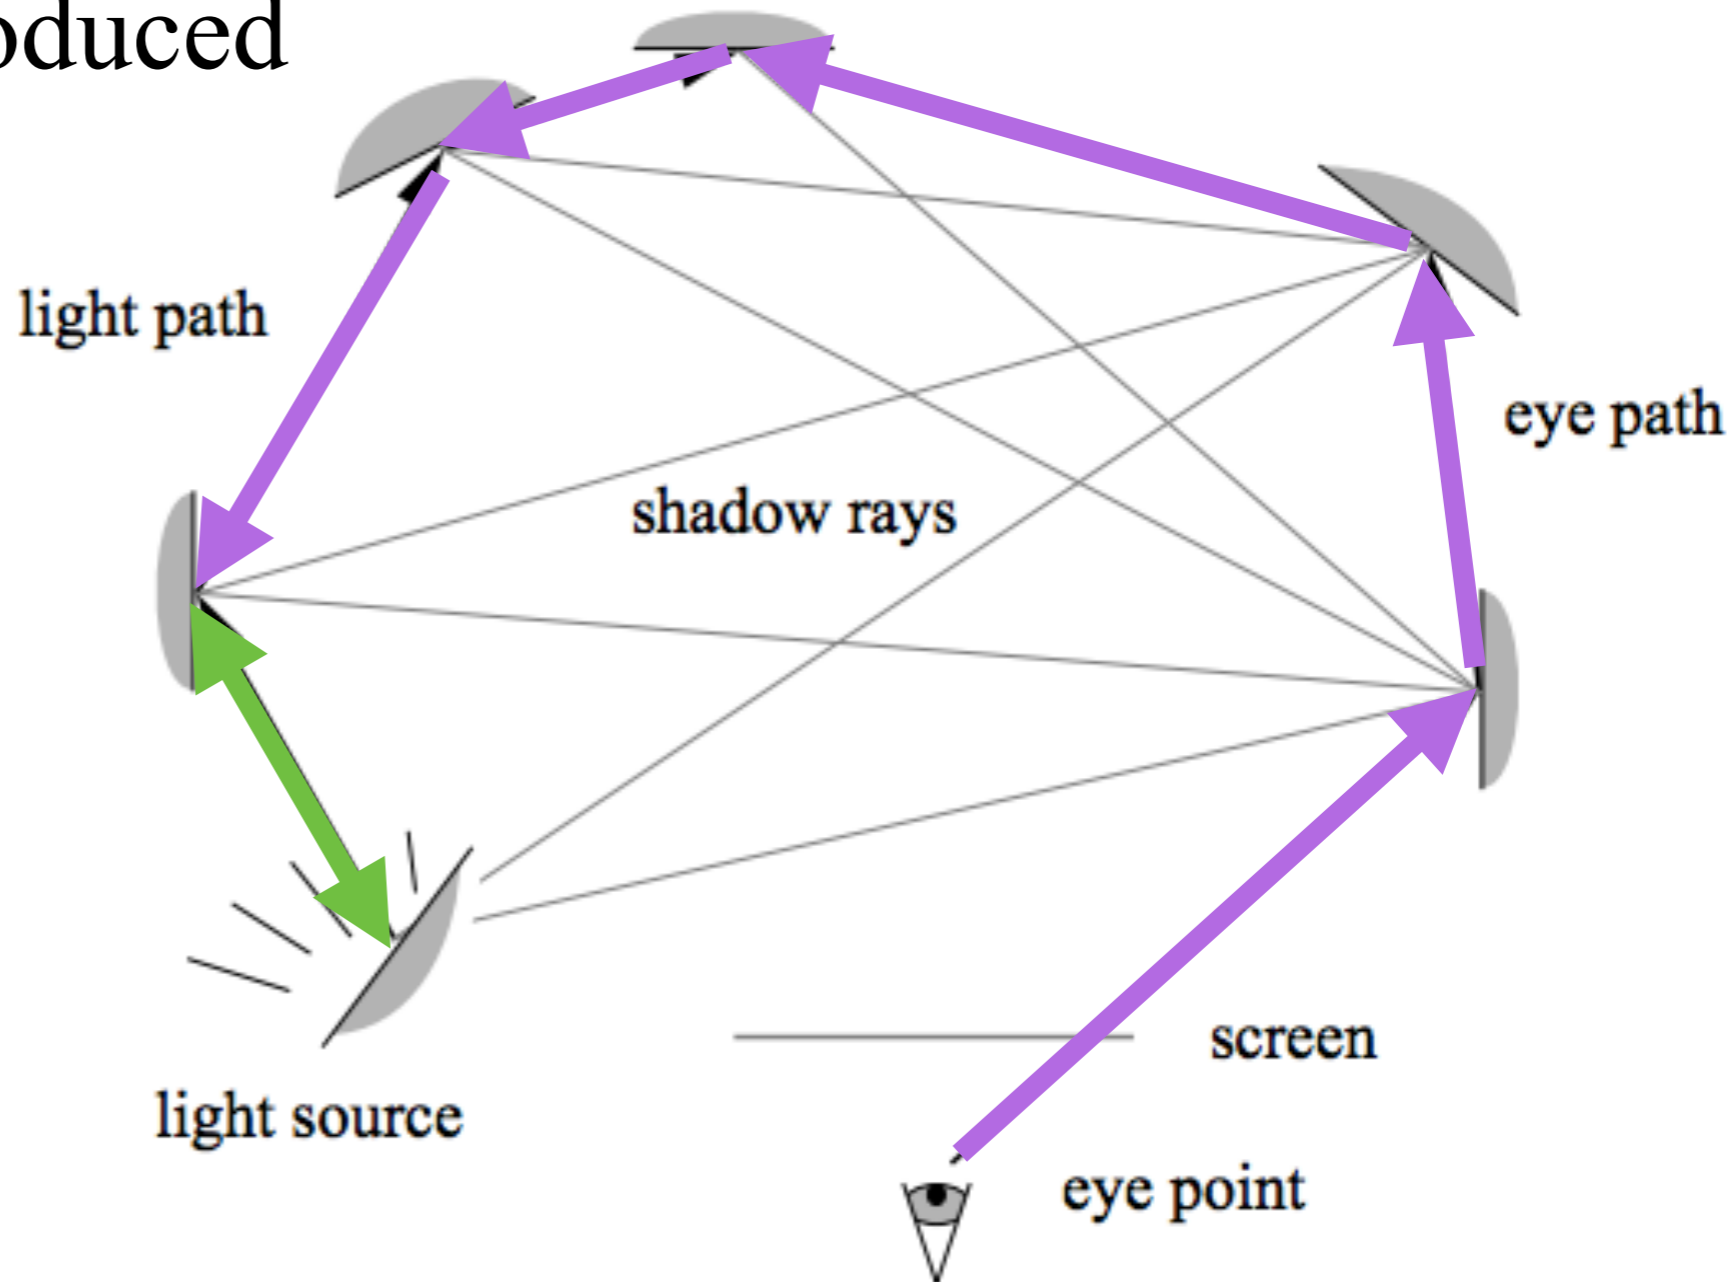 oduced
light path
eye path
shadow rays
screen
light source
eye point